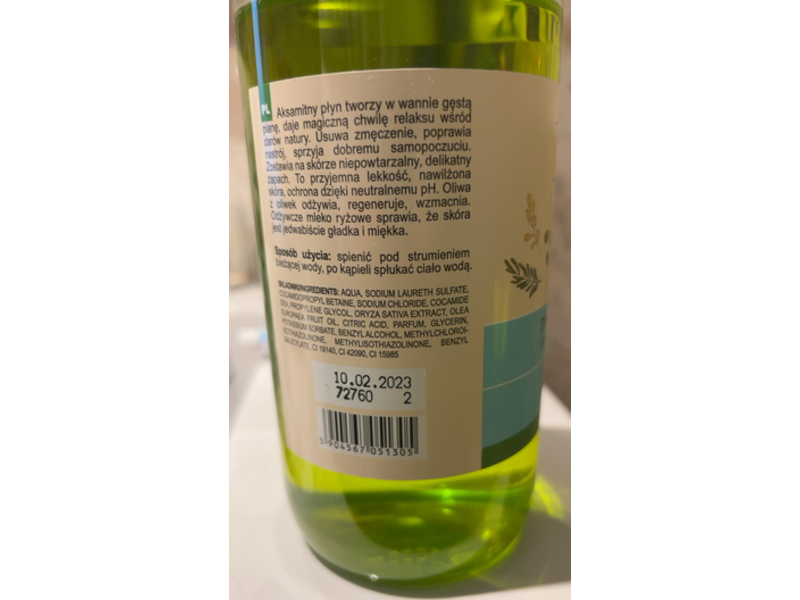 PL
Aksamitny płyn tworzy w wannie gęstą
pianę, daje magiczną chwilę relaksu wśród
darów natury. Usuwa zmęczenie, poprawia
nastrój, sprzyja dobremu samopoczuciu.
Zostawia na skórze niepowtarzalny, delikatny
zapach. To przyjemna lekkość, nawilżona
skóra, ochrona dzięki neutralnemu pH. Oliwa
z oliwek odżywia, regeneruje, wzmacnia.
Odżywcze mleko ryżowe sprawia, że skóra
jest jedwabiście gładka i miękka.
Sposób użycia: spienić pod strumieniem
bieżącej wody, po kąpieli spłukać ciało wodą.
SKŁADNIKI/INGREDIENTS: AQUA, SODIUM LAURETH SULFATE,
COCAMIDOPROPYL BETAINE, SODIUM CHLORIDE, COCAMIDE
DEA, PROPYLENE GLYCOL, ORYZA SATIVA EXTRACT, OLEA
EUROPAEA FRUIT OIL, CITRIC ACID, PARFUM, GLYCERIN,
POTASSIUM SORBATE, BENZYL ALCOHOL, METHYLCHLOROI-
SOTHIAZOLINONE, METHYLISOTHIAZOLINONE, BENZYL
SALICYLATE, CI 19140, CI 42090, CI 15985
10.02.2023
72760 2
5 904567 051305